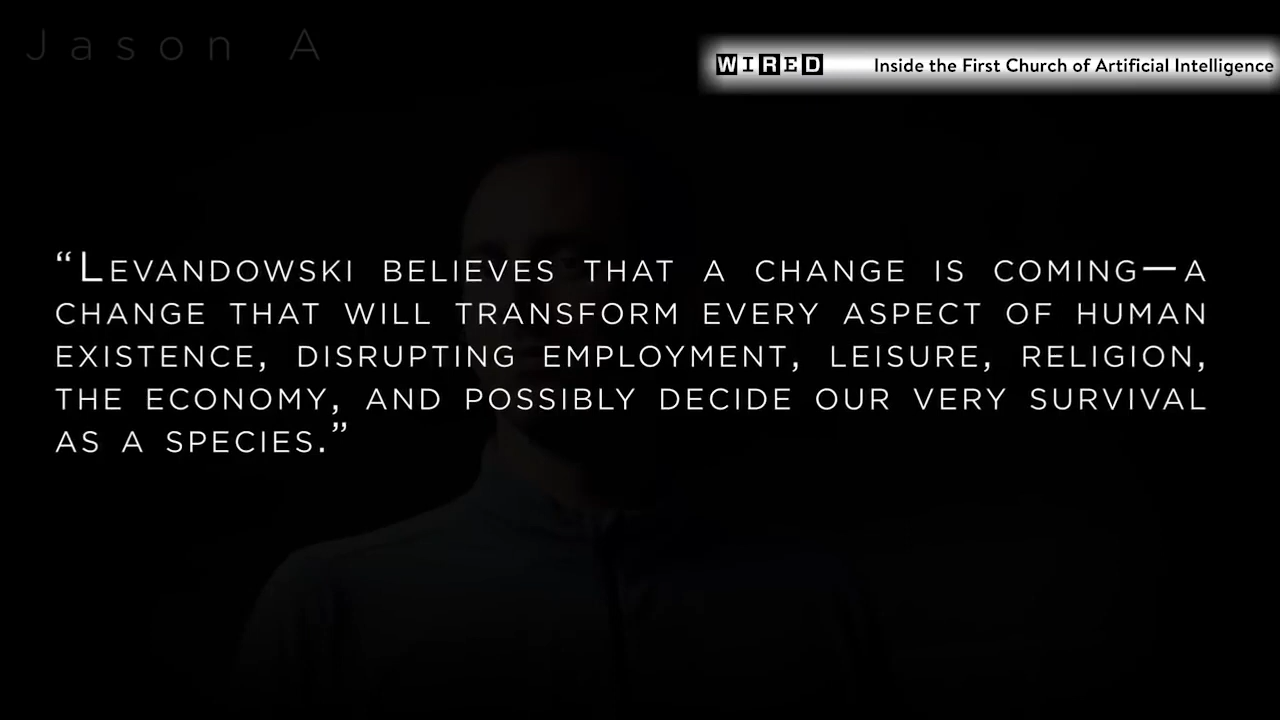 Jason A
WIRED Inside the First Church of Artificial Intelligence
“LEVANDOWSKI BELIEVES THAT A CHANGE IS COMING—A
CHANGE THAT WILL TRANSFORM EVERY ASPECT OF HUMAN
EXISTENCE, DISRUPTING EMPLOYMENT, LEISURE, RELIGION,
THE ECONOMY, AND POSSIBLY DECIDE OUR VERY SURVIVAL
AS A SPECIES.”